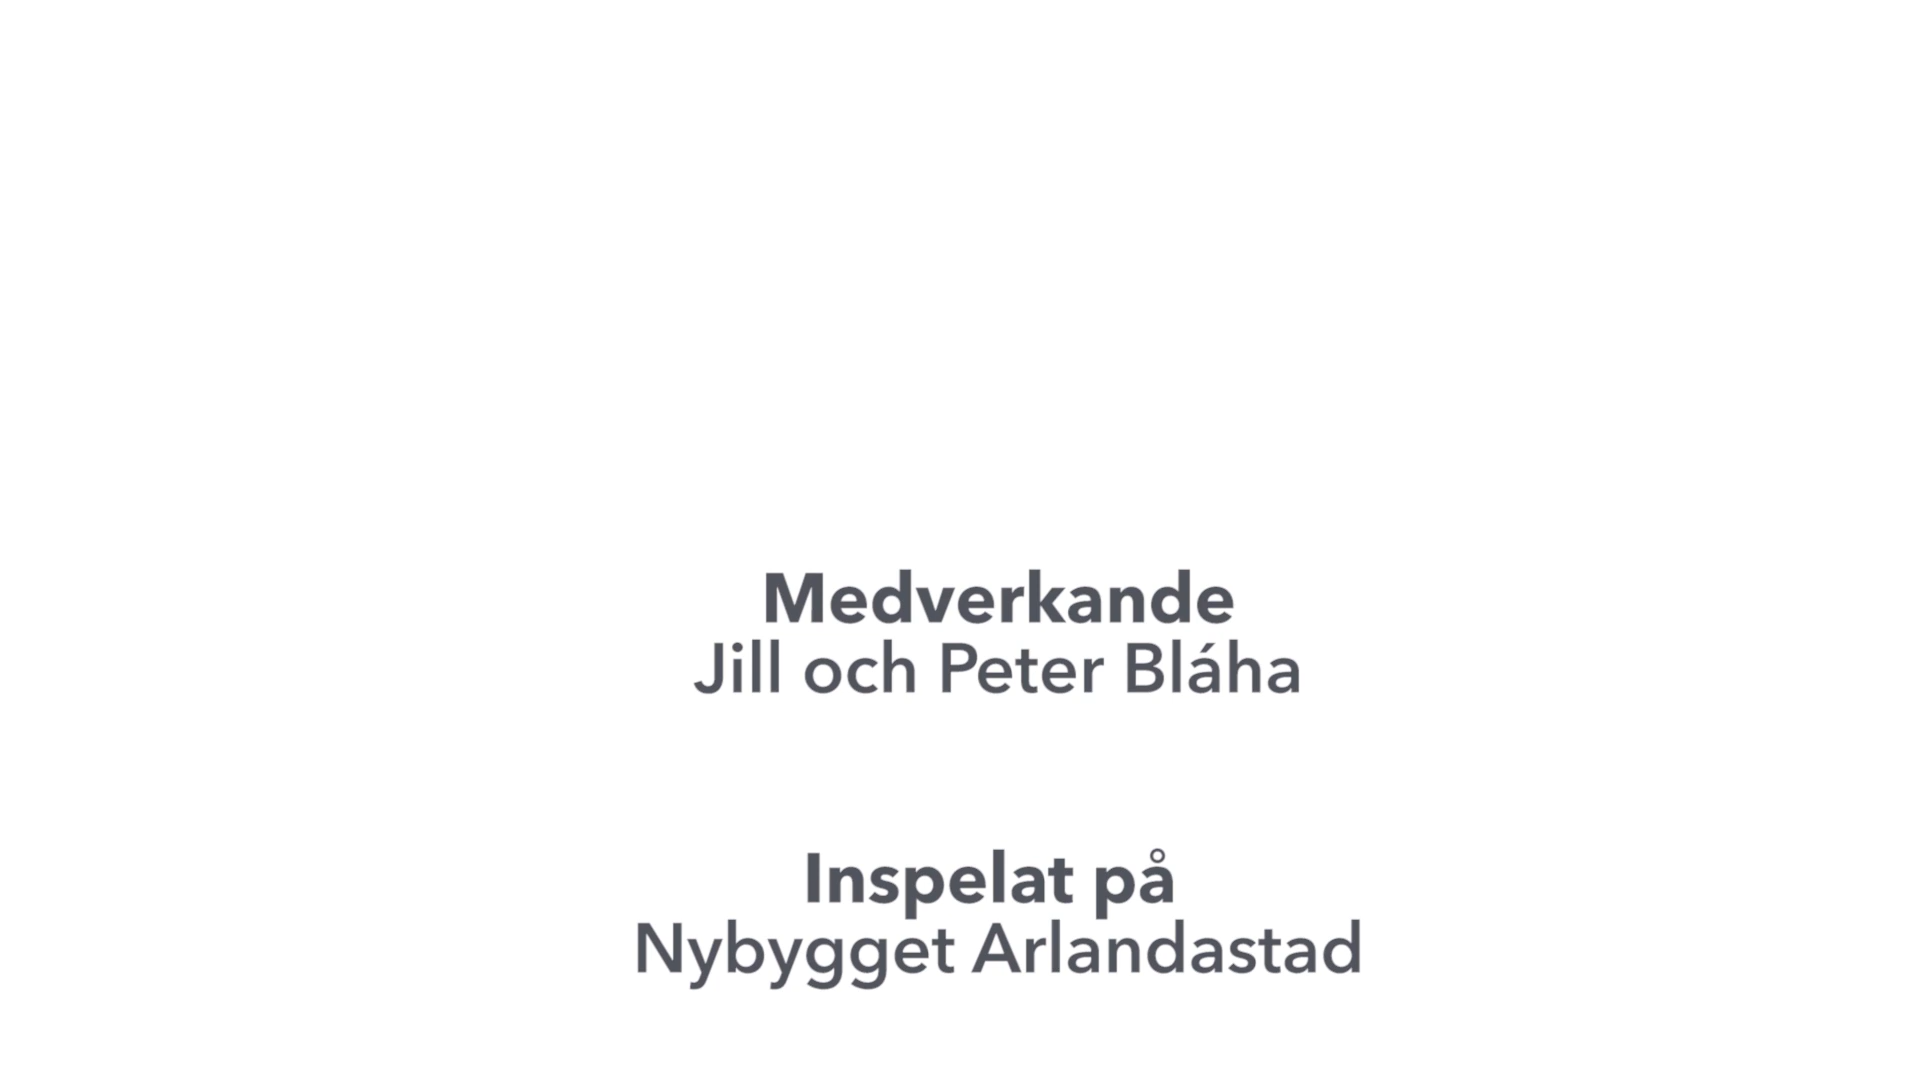 Medverkande
Jill och Peter Bláha
Inspelat på
Nybygget Arlandastad